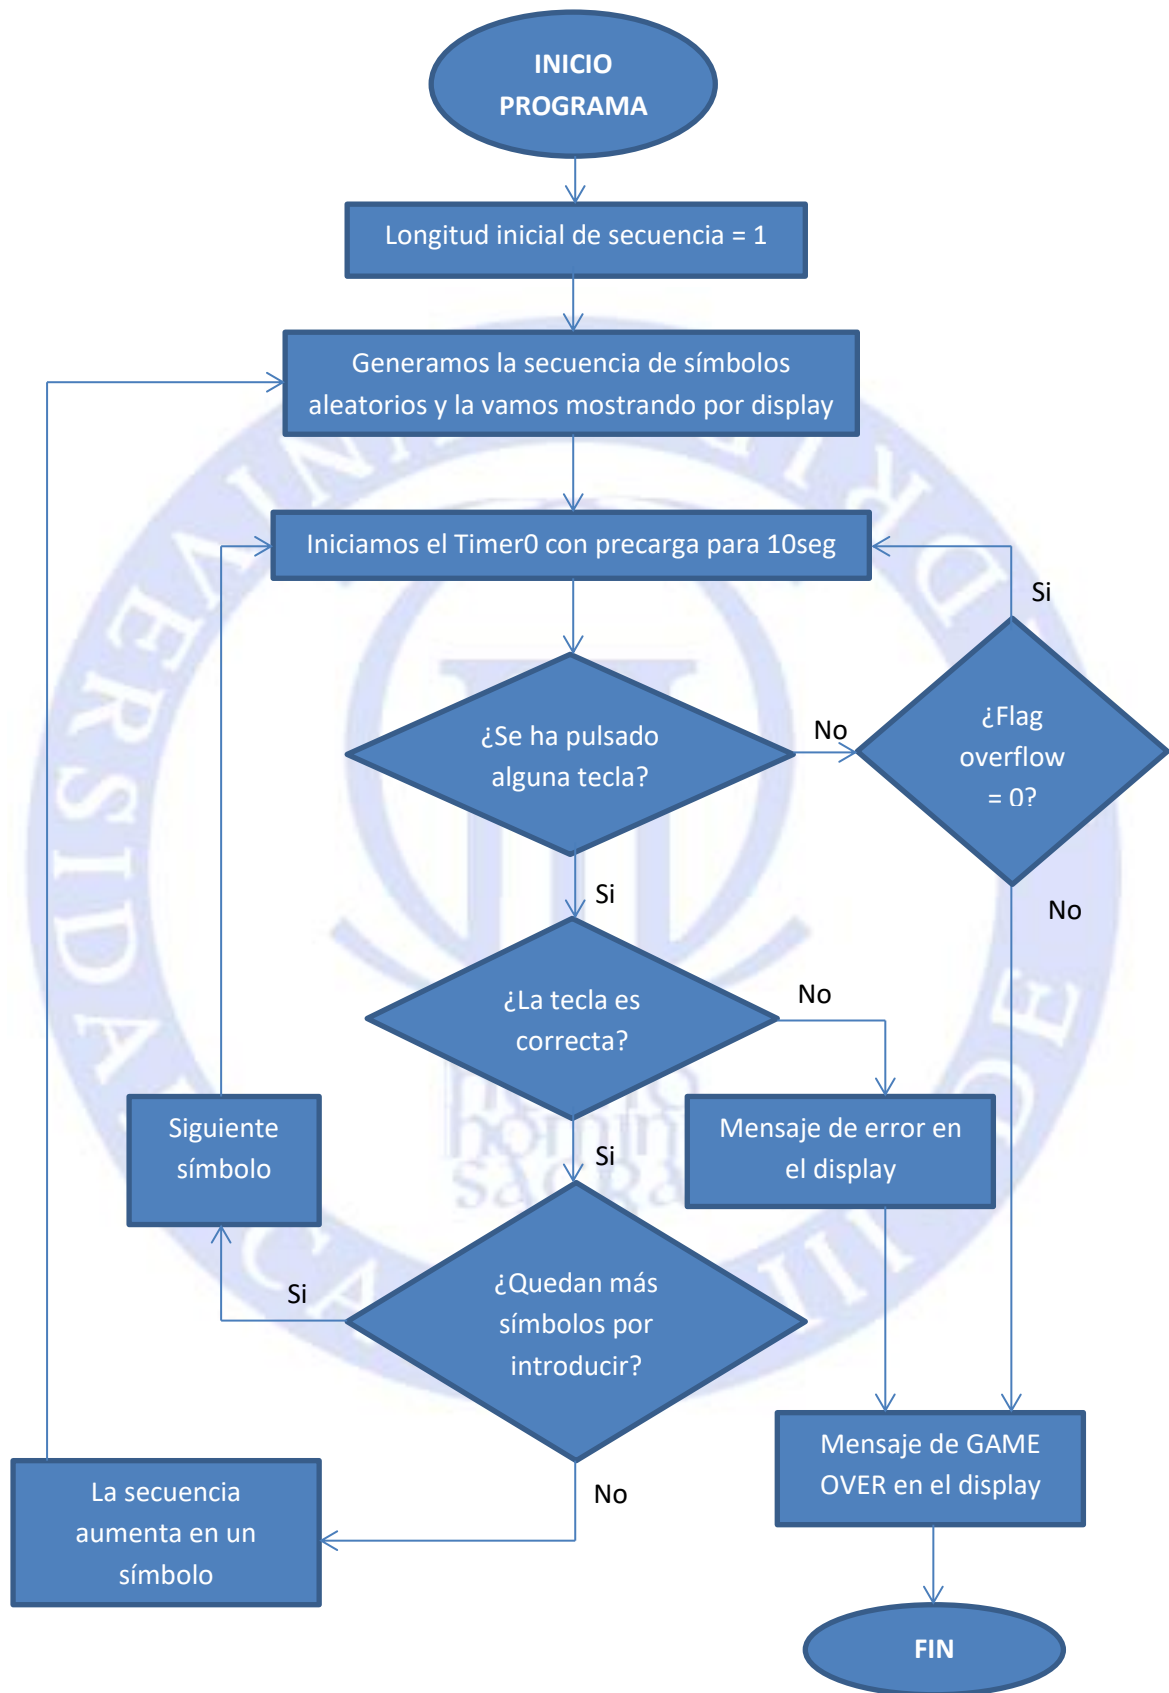 INICIO
PROGRAMA
Longitud inicial de secuencia = 1
Generamos la secuencia de símbolos
aleatorios y la vamos mostrando por display
Iniciamos el Timer0 con precarga para 10seg
Si
¿Se ha pulsado
alguna tecla?
No
¿Flag
overflow
= 0?
Si
No
¿La tecla es
correcta?
No
Siguiente
símbolo
Mensaje de error en
el display
Si
¿Quedan más
símbolos por
introducir?
Si
No
La secuencia
aumenta en un
símbolo
Mensaje de GAME
OVER en el display
FIN